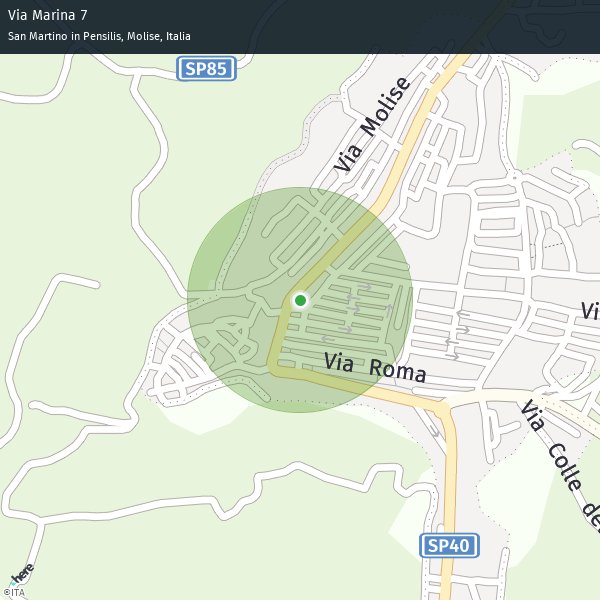 Via Marina 7
San Martino in Pensilis, Molise, Italia
SP85
Via Molise
Vi
Via Roma
Via Colle de
SP40
here
©ITA